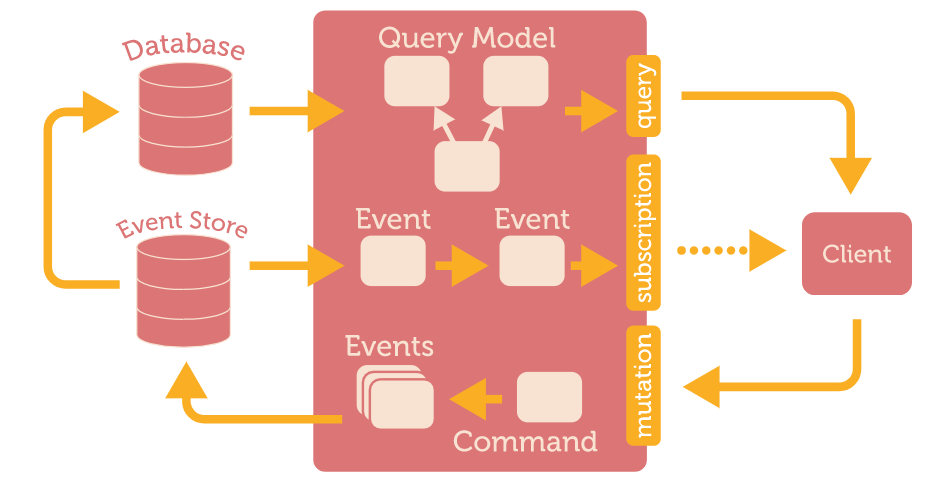 Database
Query Model
query
Event Store
Event
Event
subscription
Client
Events
Command
mutation